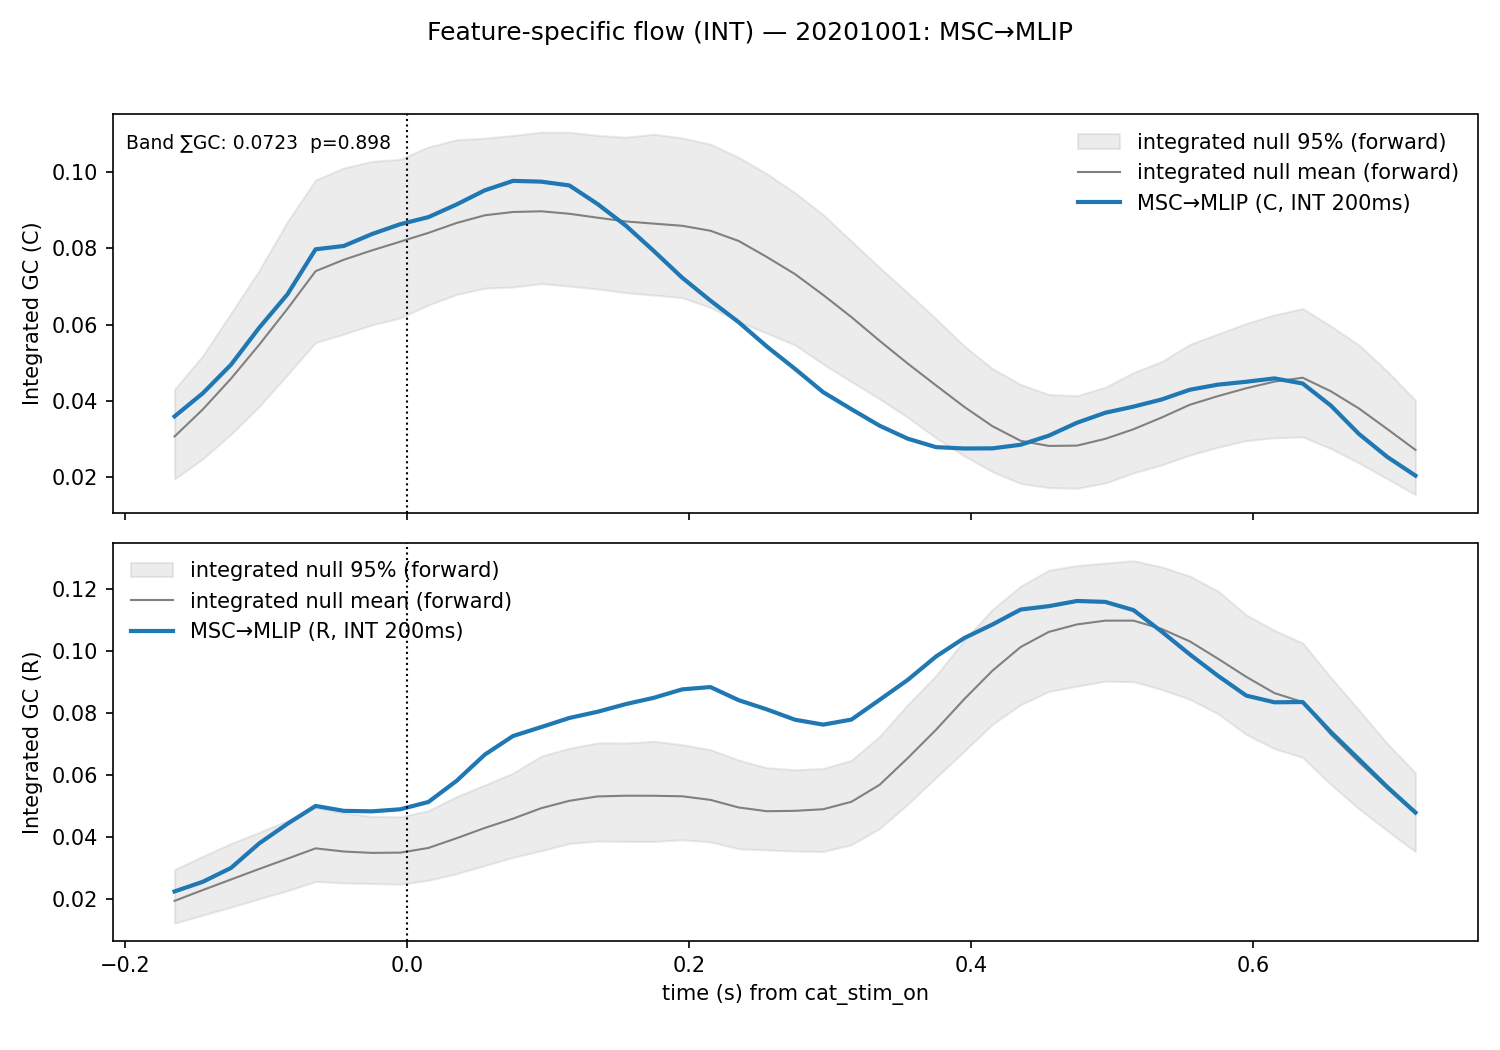 Feature-specific flow (INT) — 20201001: MSC→MLIP
Band ∑GC: 0.0723  p=0.898
integrated null 95% (forward)
integrated null mean (forward)
MSC→MLIP (C, INT 200ms)
Integrated GC (C)
0.10
0.08
0.06
0.04
0.02
integrated null 95% (forward)
integrated null mean (forward)
MSC→MLIP (R, INT 200ms)
Integrated GC (R)
0.12
0.10
0.08
0.06
0.04
0.02
−0.2 0.0 0.2 0.4 0.6
time (s) from cat_stim_on